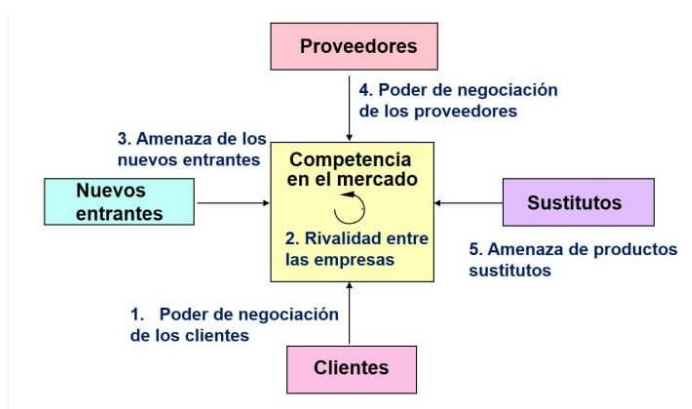 Proveedores
4. Poder de negociación
de los proveedores
3. Amenaza de los
nuevos entrantes
Competencia
en el mercado
Nuevos
entrantes
2. Rivalidad entre
las empresas
Sustitutos
5. Amenaza de productos
sustitutos
1. Poder de negociación
de los clientes
Clientes